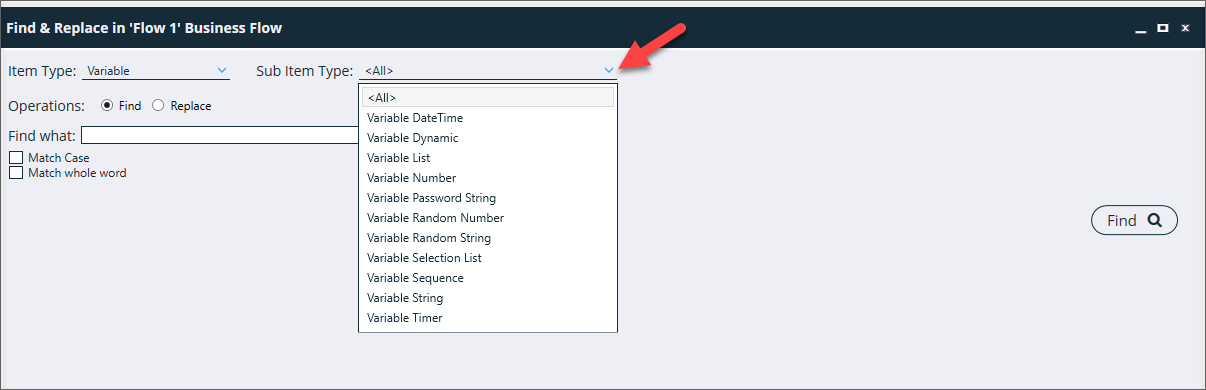 Find & Replace in 'Flow 1' Business Flow
Item Type: Variable Sub Item Type: <All>
<All>
Variable DateTime
Variable Dynamic
Variable List
Variable Number
Variable Password String
Variable Random Number
Variable Random String
Variable Selection List
Variable Sequence
Variable String
Variable Timer
Operations: Find Replace
Find what:
Match Case
Match whole word
Find